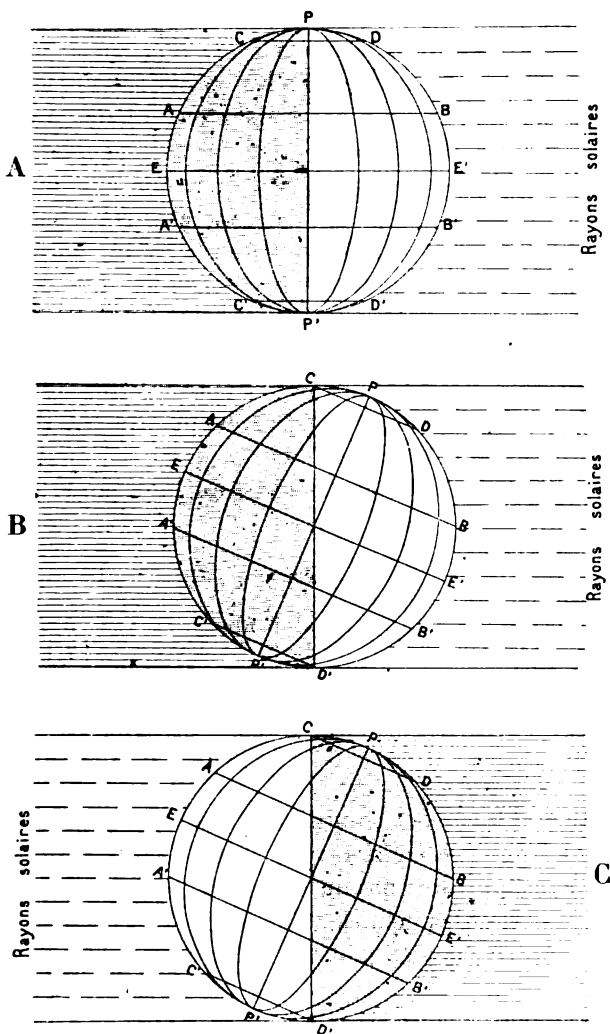 P
C D
A B
A
E E'
A' B'
C' D'
P'
Rayons solaires
C P
D
A
E
B
A' B
E'
C' B'
P' D'
Rayons solaires
C P
A D
E
A' B
C
E'
C' B'
P' D'
Rayons solaires